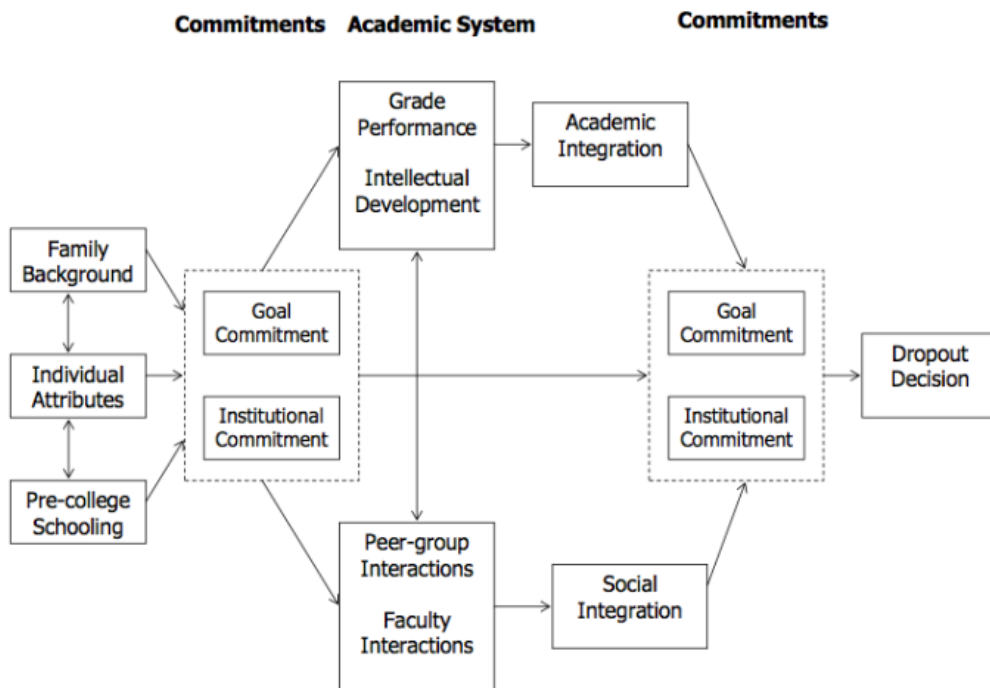 Commitments
Academic System
Commitments
Grade
Performance
Intellectual
Development
Academic
Integration
Family
Background
Individual
Attributes
Pre-college
Schooling
Goal
Commitment
Institutional
Commitment
Peer-group
Interactions
Faculty
Interactions
Social
Integration
Goal
Commitment
Institutional
Commitment
Dropout
Decision